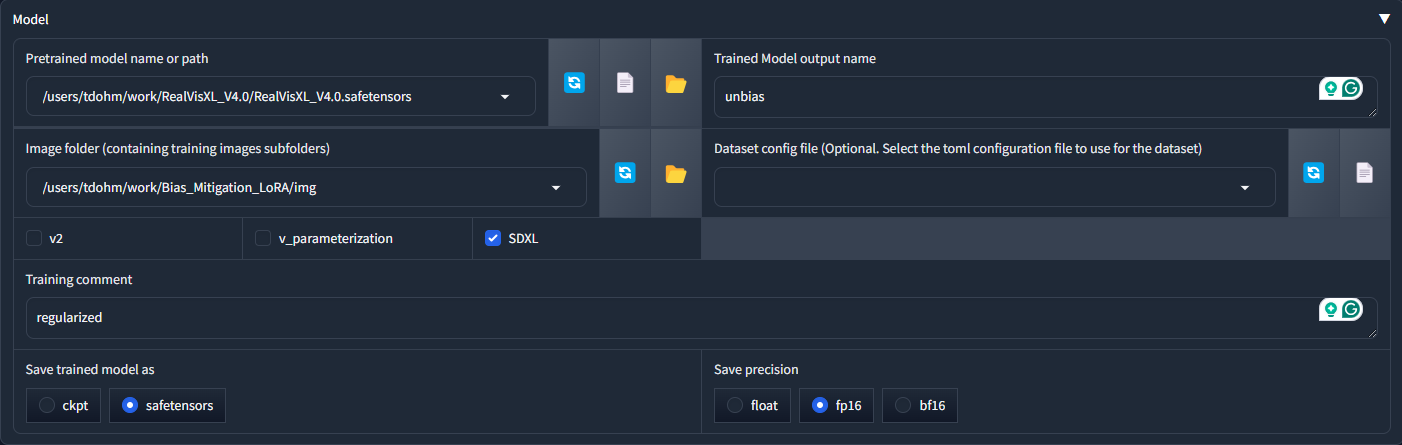 Model
Pretrained model name or path
/users/tdohm/work/RealVisXL_V4.0/RealVisXL_V4.0.safetensors
Trained Model output name
unbias
Image folder (containing training images subfolders)
/users/tdohm/work/Bias_Mitigation_LoRA/img
Dataset config file (Optional. Select the toml configuration file to use for the dataset)
v2
v_parameterization
SDXL
Training comment
regularized
Save trained model as
ckpt
safetensors
Save precision
float
fp16
bf16